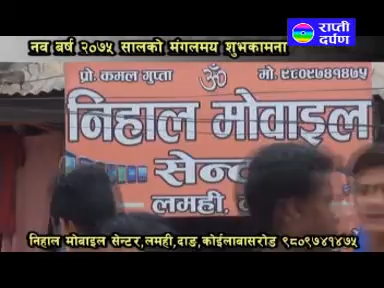 नव बर्ष २०७५ सालको मंगलमय शुभकामना
राप्ती
दर्पण
प्रो. कमल गुप्ता
ॐ
मो. ९८०९७४१४७५
निहाल मोवाइल
सेन्ट
लमही,
निहाल मोबाइल सेन्टर,लमही,दाङ,कोईलाबासरोड ९८०९७४१४७५